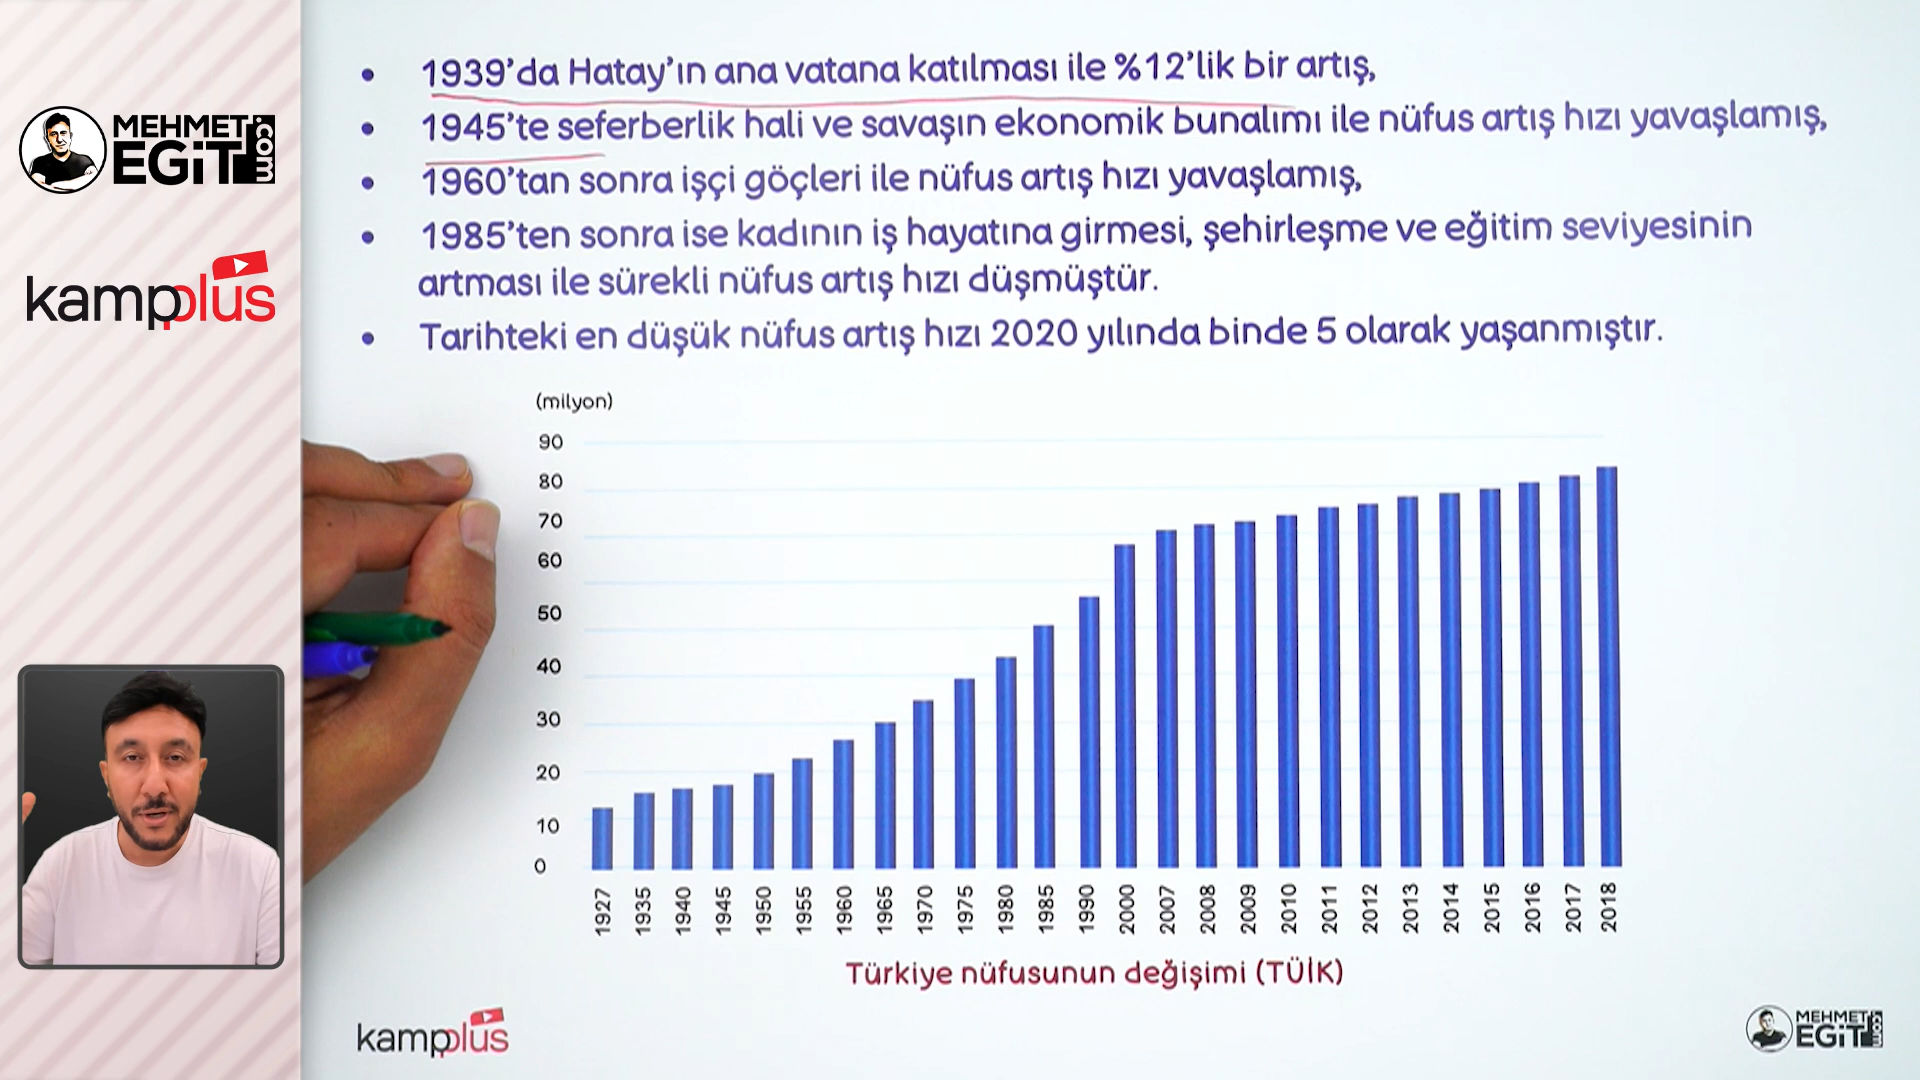 MEHMET
EGiT
.com
kampplus
• 1939’da Hatay’ın ana vatana katılması ile %12’lik bir artış,
• 1945’te seferberlik hali ve savaşın ekonomik bunalımı ile nüfus artış hızı yavaşlamış,
• 1960’tan sonra işçi göçleri ile nüfus artış hızı yavaşlamış,
• 1985’ten sonra ise kadının iş hayatına girmesi, şehirleşme ve eğitim seviyesinin
artması ile sürekli nüfus artış hızı düşmüştür.
• Tarihteki en düşük nüfus artış hızı 2020 yılında binde 5 olarak yaşanmıştır.
(milyon)
90
80
70
60
50
40
30
20
10
0
1927 1935 1940 1945 1950 1955 1960 1965 1970 1975 1980 1985 1990 2000 2007 2008 2009 2010 2011 2012 2013 2014 2015 2016 2017 2018
Türkiye nüfusunun değişimi (TÜİK)
kampplus
MEHMET
EGiT
.com